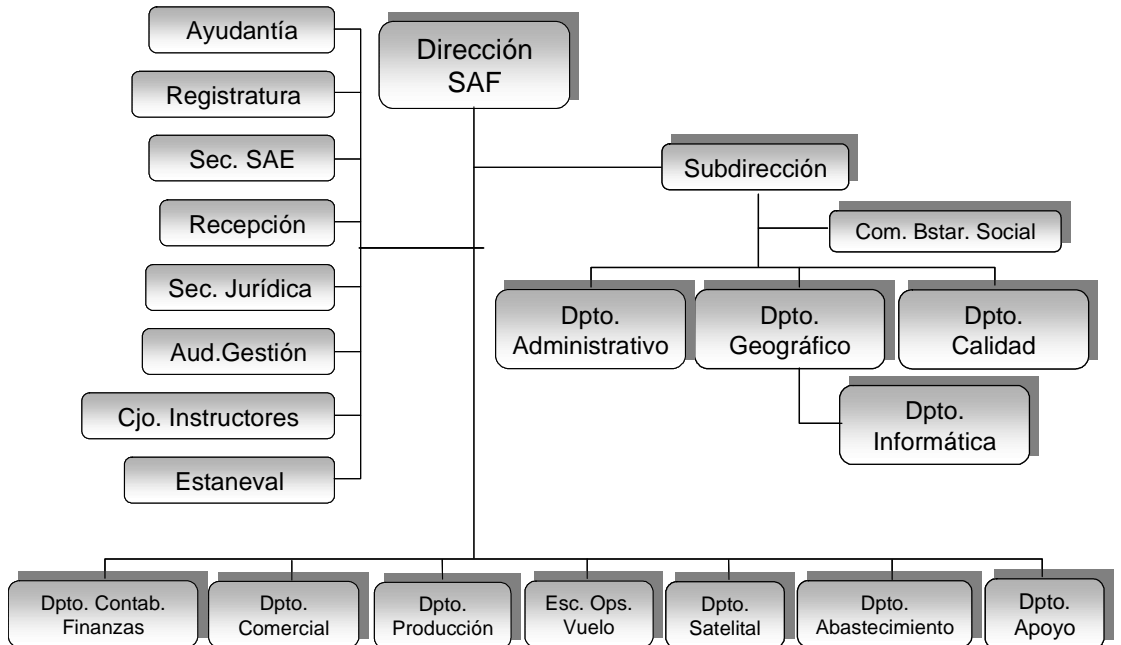 Ayudantía
Registratura
Sec. SAE
Recepción
Sec. Jurídica
Aud.Gestión
Cjo. Instructores
Estaneval
Dirección
SAF
Subdirección
Com. Bstar. Social
Dpto.
Administrativo
Dpto.
Geográfico
Dpto.
Calidad
Dpto.
Informática
Dpto. Contab.
Finanzas
Dpto.
Comercial
Dpto.
Producción
Esc. Ops.
Vuelo
Dpto.
Satelital
Dpto.
Abastecimiento
Dpto.
Apoyo